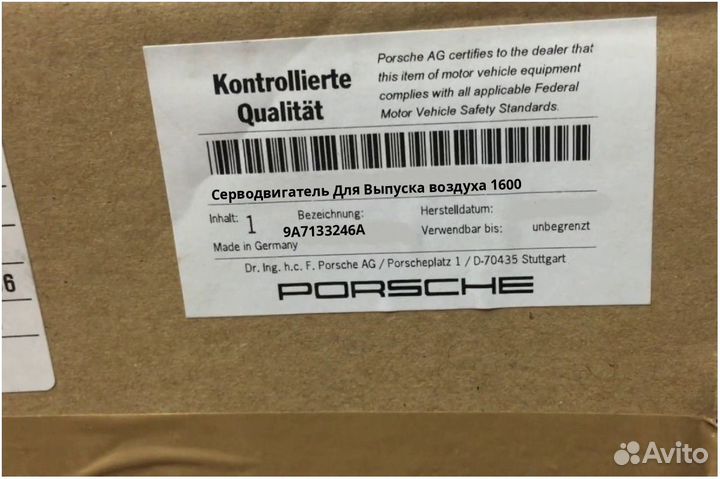 Kontrollierte
Qualität
Porsche AG certifies to the dealer that
this item of motor vehicle equipment
complies with all applicable Federal
Motor Vehicle Safety Standards.
Серводвигатель Для Выпуска воздуха 1600
Inhalt: 1
Bezeichnung:
9A7133246A
Herstelldatum:
Verwendbar bis: unbegrenzt
Made in Germany
Dr. Ing. h.c. F. Porsche AG / Porscheplatz 1 / D-70435 Stuttgart
PORSCHE
6
Avito